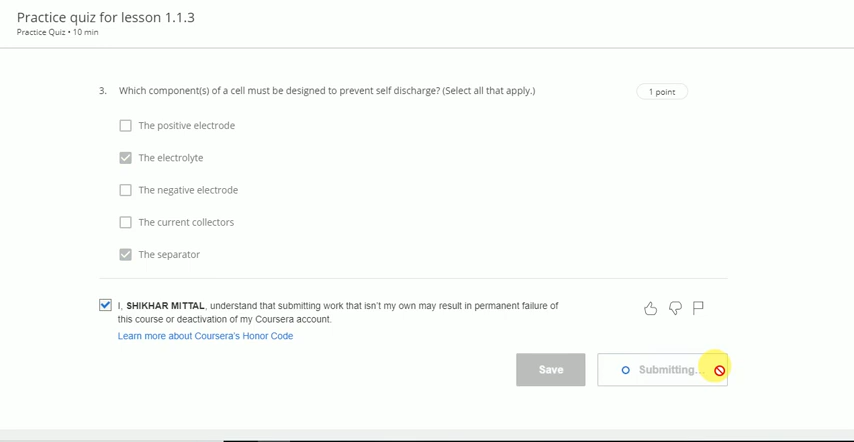 Practice quiz for lesson 1.1.3
Practice Quiz • 10 min
3. Which component(s) of a cell must be designed to prevent self discharge? (Select all that apply.)
1 point
The positive electrode
The electrolyte
The negative electrode
The current collectors
The separator
I, SHIKHAR MITTAL, understand that submitting work that isn't my own may result in permanent failure of
this course or deactivation of my Coursera account.
Learn more about Coursera's Honor Code
Save
Submitting...